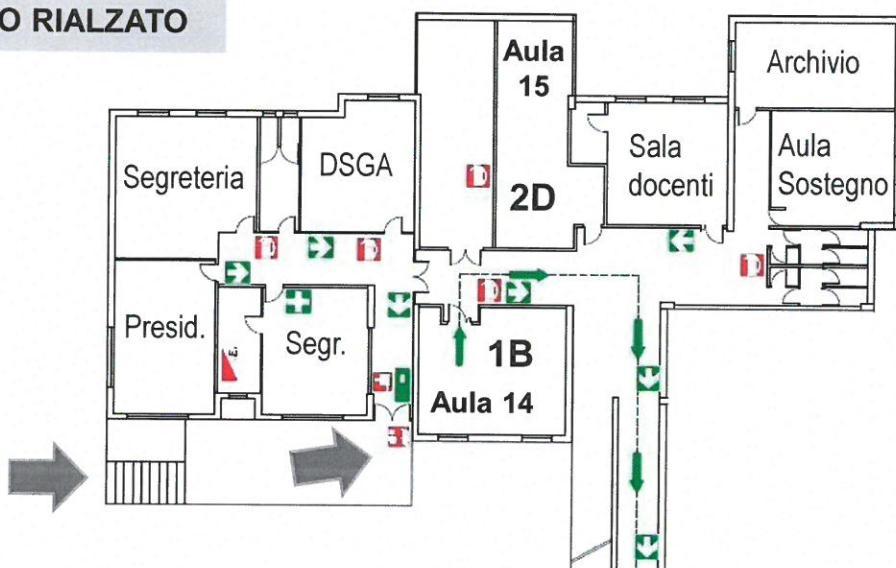 O RIALZATO
Aula
15
Archivio
Segreteria
DSGA
Sala
docenti
Aula
Sostegno
2D
Presid.
E.
Segr.
1B
Aula 14